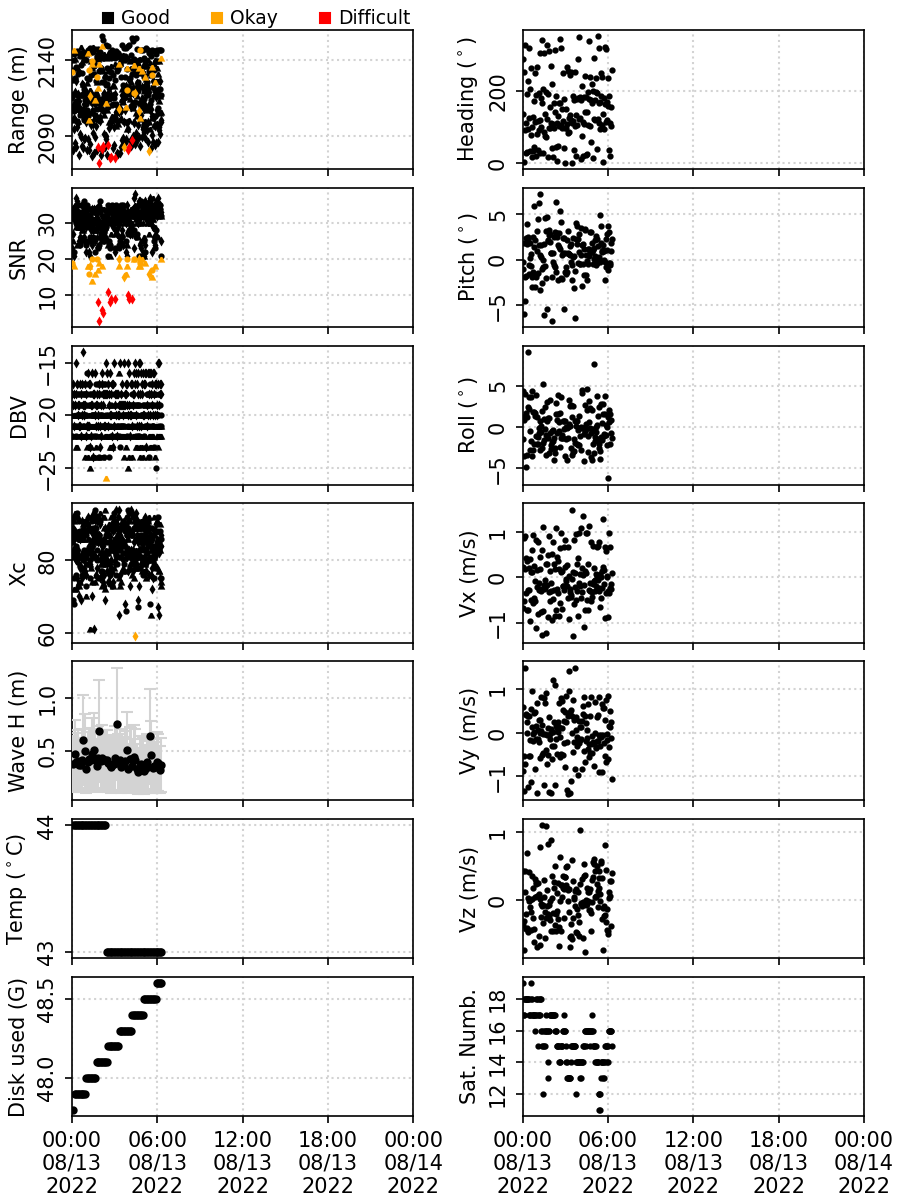 Good Okay Difficult
Range (m)
2140
2090
Heading (°)
200
0
SNR
30
20
10
Pitch (°)
5
0
−5
DBV
−15
−20
−25
Roll (°)
5
0
−5
Xc
80
60
Vx (m/s)
1
0
−1
Wave H (m)
1.0
0.5
Vy (m/s)
1
0
−1
Temp (°C)
44
43
Vz (m/s)
1
0
Disk used (G)
48.5
48.0
Sat. Numb.
18
16
14
12
00:00 06:00 12:00 18:00 00:00
08/13 08/13 08/13 08/13 08/14
2022 2022 2022 2022 2022
00:00 06:00 12:00 18:00 00:00
08/13 08/13 08/13 08/13 08/14
2022 2022 2022 2022 2022